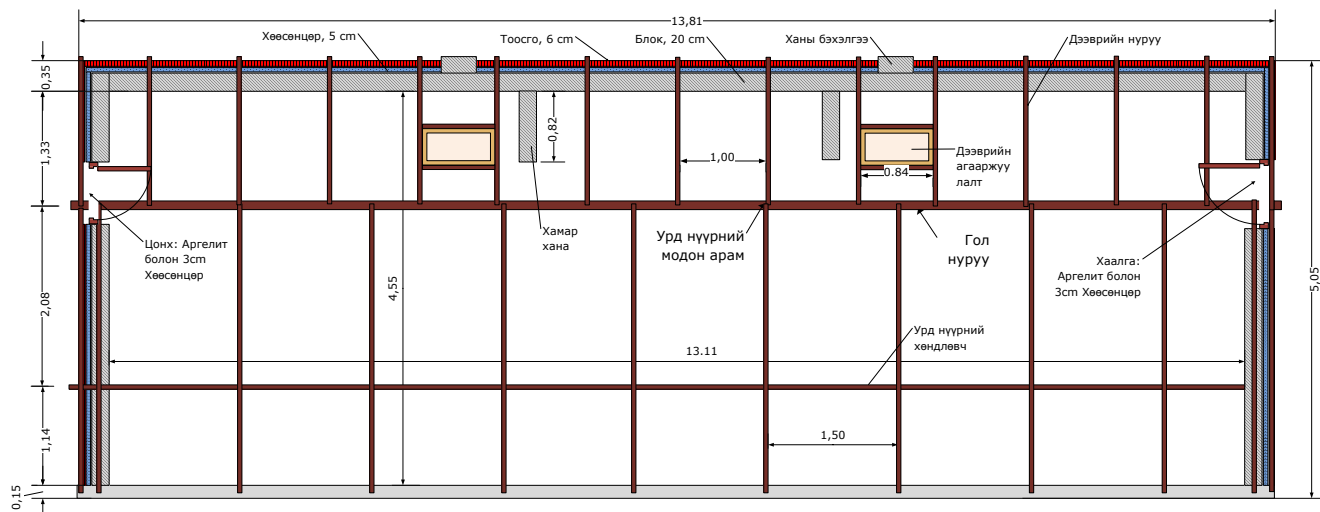 13,81
Хөөсөнцөр, 5 cm
Тоосго, 6 cm
Блок, 20 cm
Ханы бэхэлгээ
Дээврийн нуруу
0,35
1,33
2,08
1,14
0,15
0,82
1,00
0.84
Дээврийн
агааржуу
лалт
Цонх: Аргелит
болон 3cm
Хөөсөнцөр
4,55
Хамар
хана
Урд нүүрний
модон арам
Гол
нуруу
Хаалга:
Аргелит болон
3cm Хөөсөнцөр
5,05
Урд нүүрний
хөндлөвч
13.11
1,50